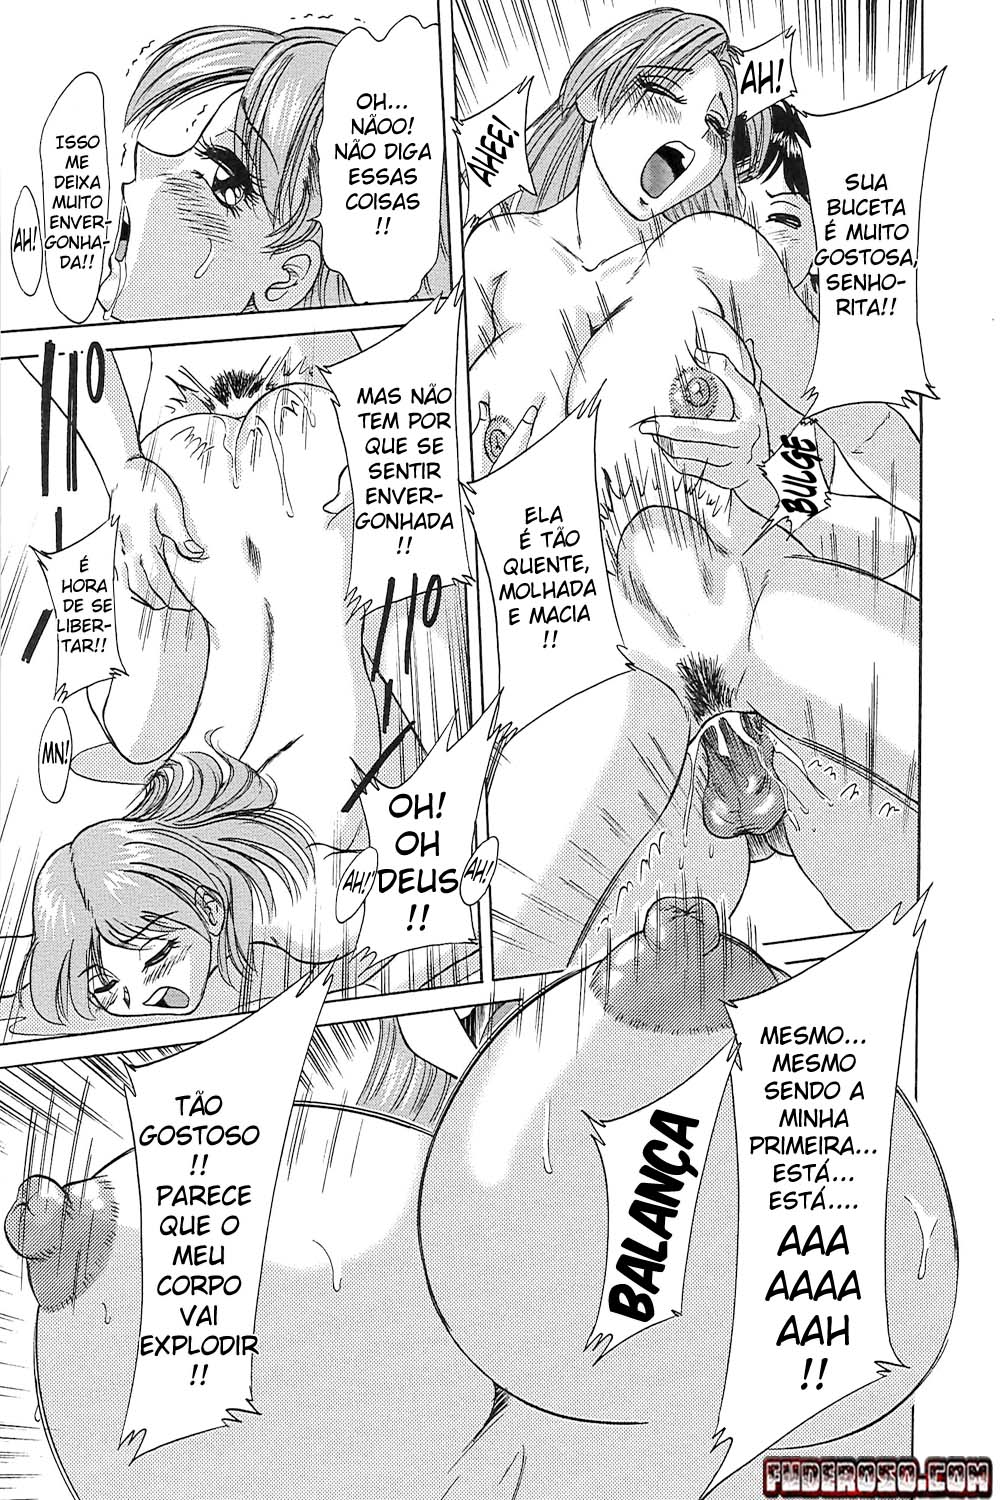 AH!
AHEE!
SUA
BUCETA
É MUITO
GOSTOSA,
SENHO-
RITA!!
BULGE
ELA
É TÃO
QUENTE,
MOLHADA
E MACIA
!!
OH...
NÃOO!
NÃO DIGA
ESSAS
COISAS
!!
ISSO
ME
DEIXA
MUITO
ENVER-
GONHA-
DA!!
AH!
MAS NÃO
TEM POR
QUE SE
SENTIR
ENVER-
GONHADA
!!
É
HORA
DE SE
LIBER-
TAR!!
MN!
OH!
OH
DEUS
!!
AH!
AH!
MESMO...
MESMO
SENDO A
MINHA
PRIMEIRA...
ESTÁ...
ESTÁ....
AAA
AAAA
AAH
!!
BALANÇA
TÃO
GOSTOSO
!!
PARECE
QUE O
MEU
CORPO
VAI
EXPLODIR
!!
FUDEROSO.COM